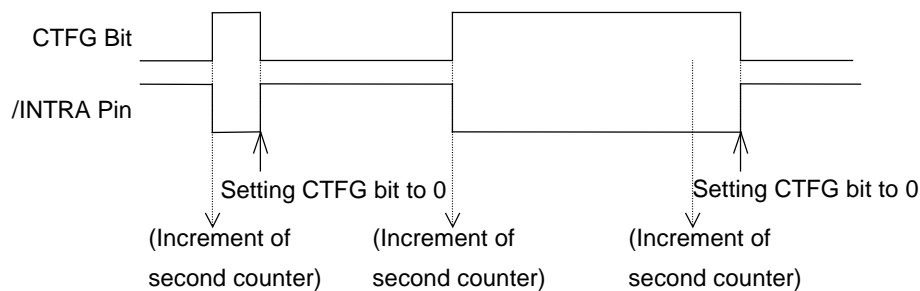 CTFG Bit
/INTRA Pin
Setting CTFG bit to 0
Setting CTFG bit to 0
(Increment of
second counter)
(Increment of
second counter)
(Increment of
second counter)